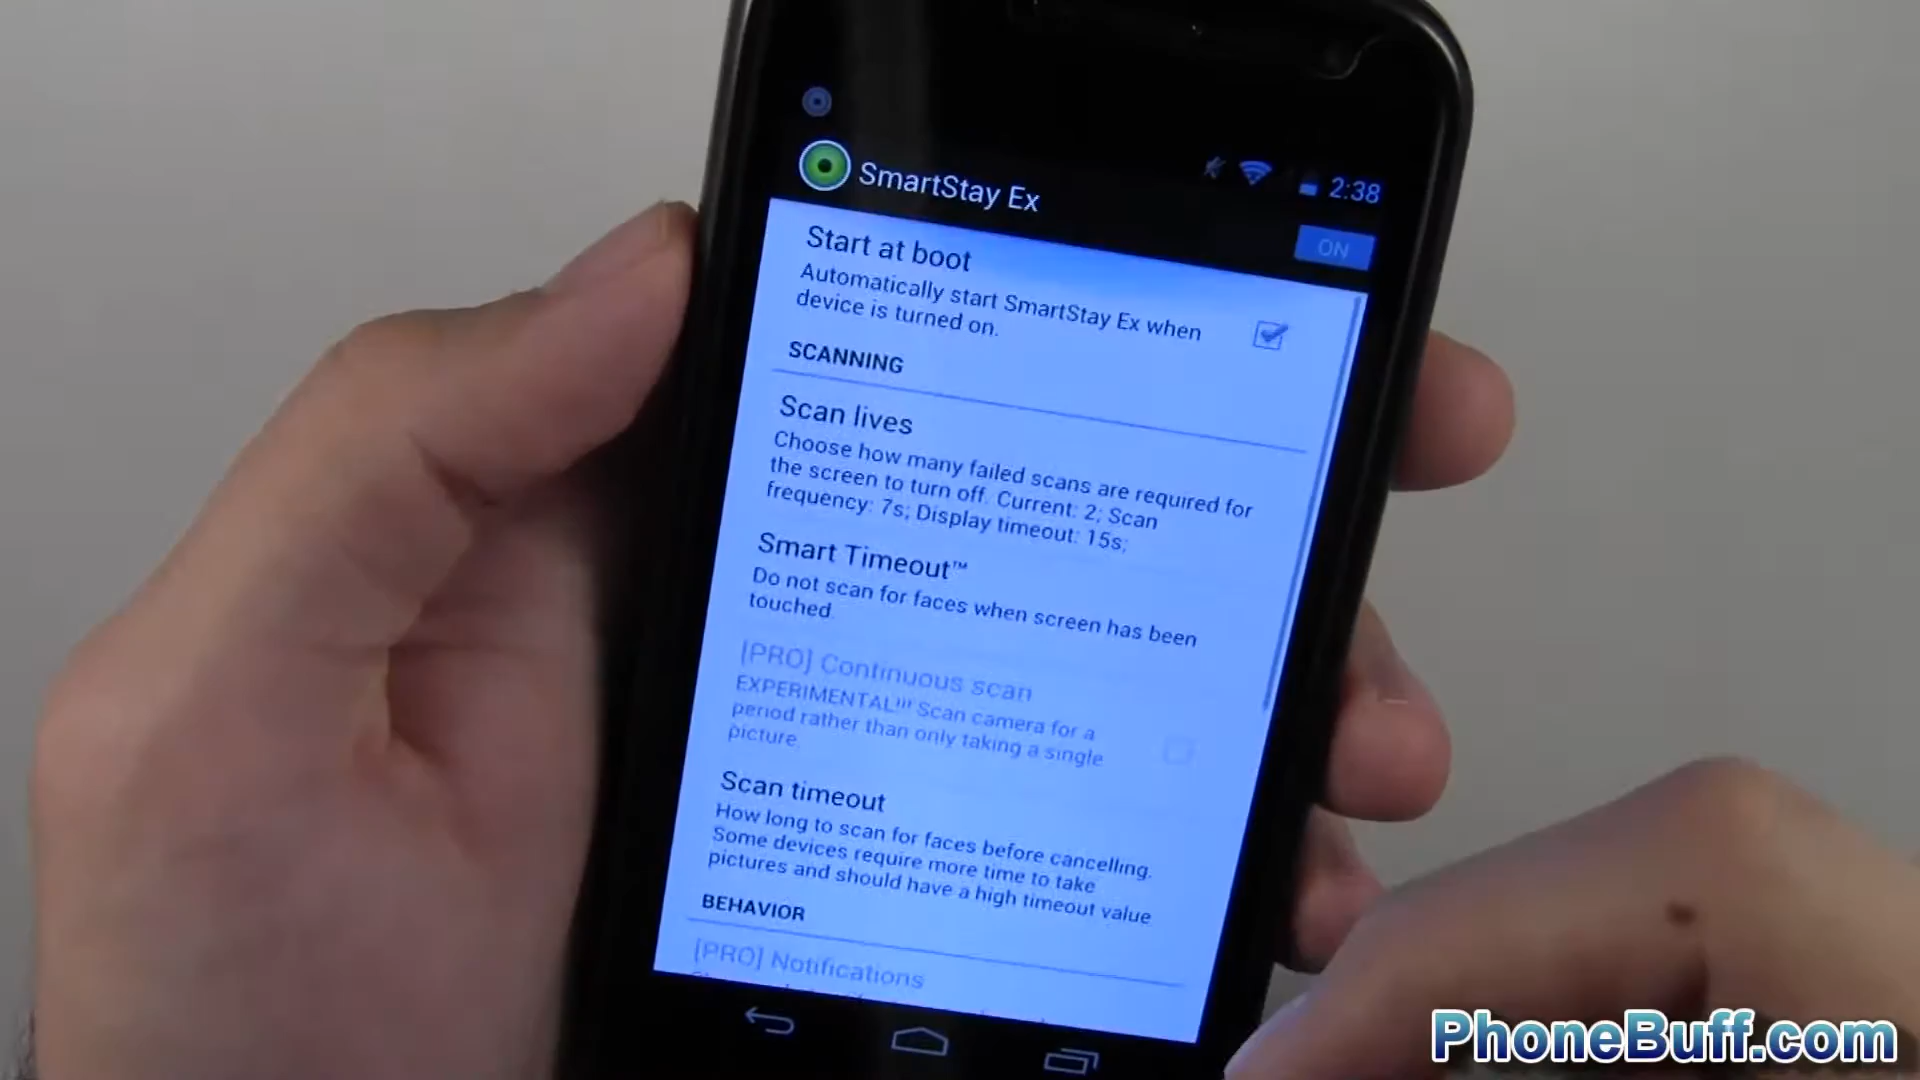 2:38
SmartStay Ex
ON
Start at boot
Automatically start SmartStay Ex when
device is turned on.
SCANNING
Scan lives
Choose how many failed scans are required for
the screen to turn off. Current: 2; Scan
frequency: 7s; Display timeout: 15s;
Smart Timeout™
Do not scan for faces when screen has been
touched.
[PRO] Continuous scan
EXPERIMENTAL!!! Scan camera for a
period rather than only taking a single
picture.
Scan timeout
How long to scan for faces before cancelling.
Some devices require more time to take
pictures and should have a high timeout value
BEHAVIOR
[PRO] Notifications
PhoneBuff.com